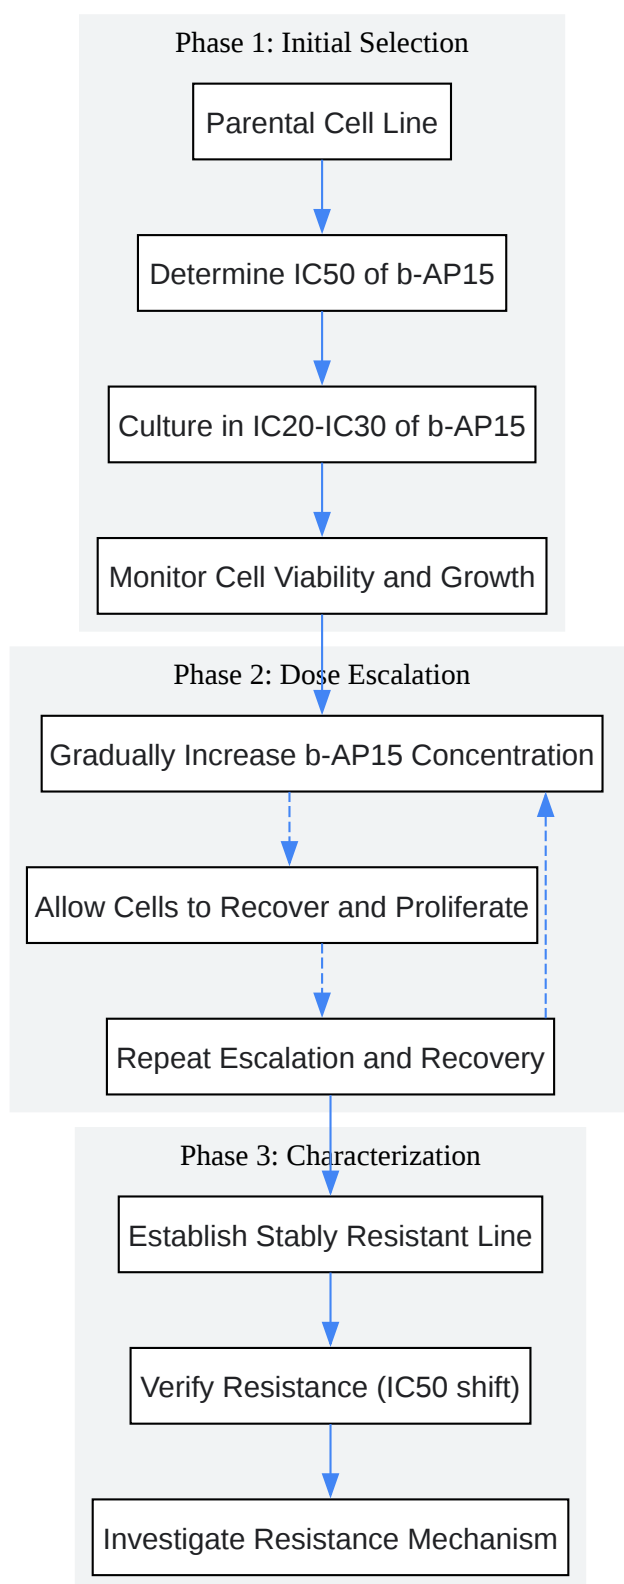 Phase 1: Initial Selection
Parental Cell Line
Determine IC50 of b-AP15
Culture in IC20-IC30 of b-AP15
Monitor Cell Viability and Growth
Phase 2: Dose Escalation
Gradually Increase b-AP15 Concentration
Allow Cells to Recover and Proliferate
Repeat Escalation and Recovery
Phase 3: Characterization
Establish Stably Resistant Line
Verify Resistance (IC50 shift)
Investigate Resistance Mechanism